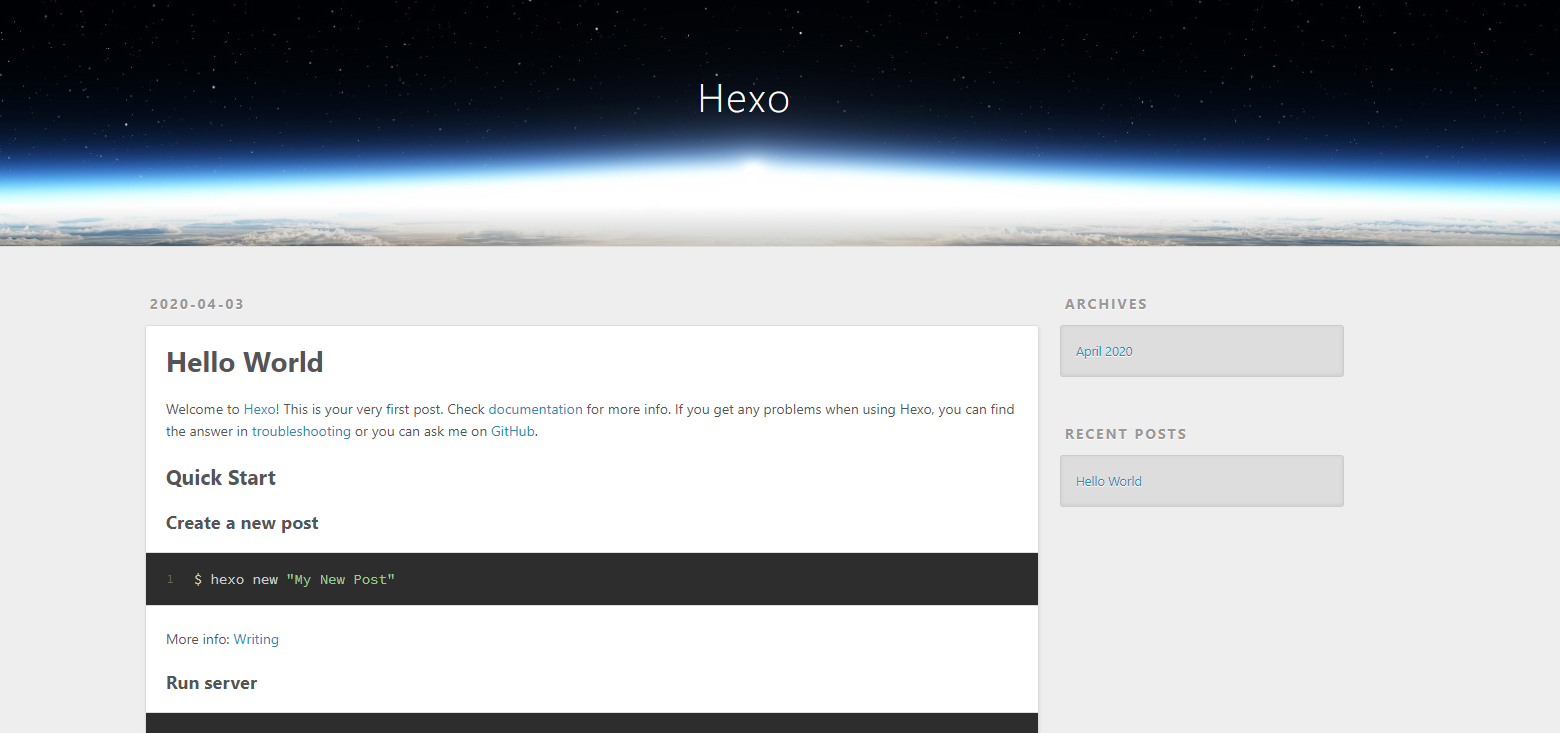 Hexo
2020-04-03
Hello World
Welcome to Hexo! This is your very first post. Check documentation for more info. If you get any problems when using Hexo, you can find
the answer in troubleshooting or you can ask me on GitHub.
Quick Start
Create a new post
1 $ hexo new "My New Post"
More info: Writing
Run server
ARCHIVES
April 2020
RECENT POSTS
Hello World